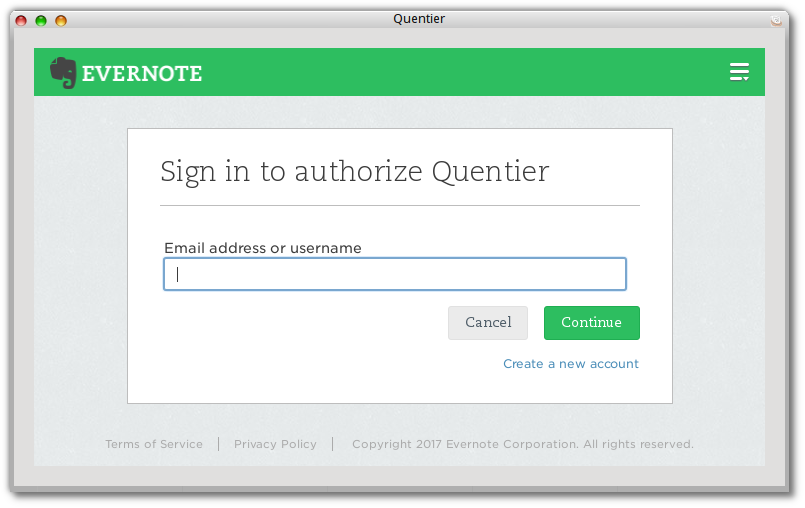 Quentier
EVERNOTE
Sign in to authorize Quentier
Email address or username
Cancel Continue
Create a new account
Terms of Service | Privacy Policy | Copyright 2017 Evernote Corporation. All rights reserved.